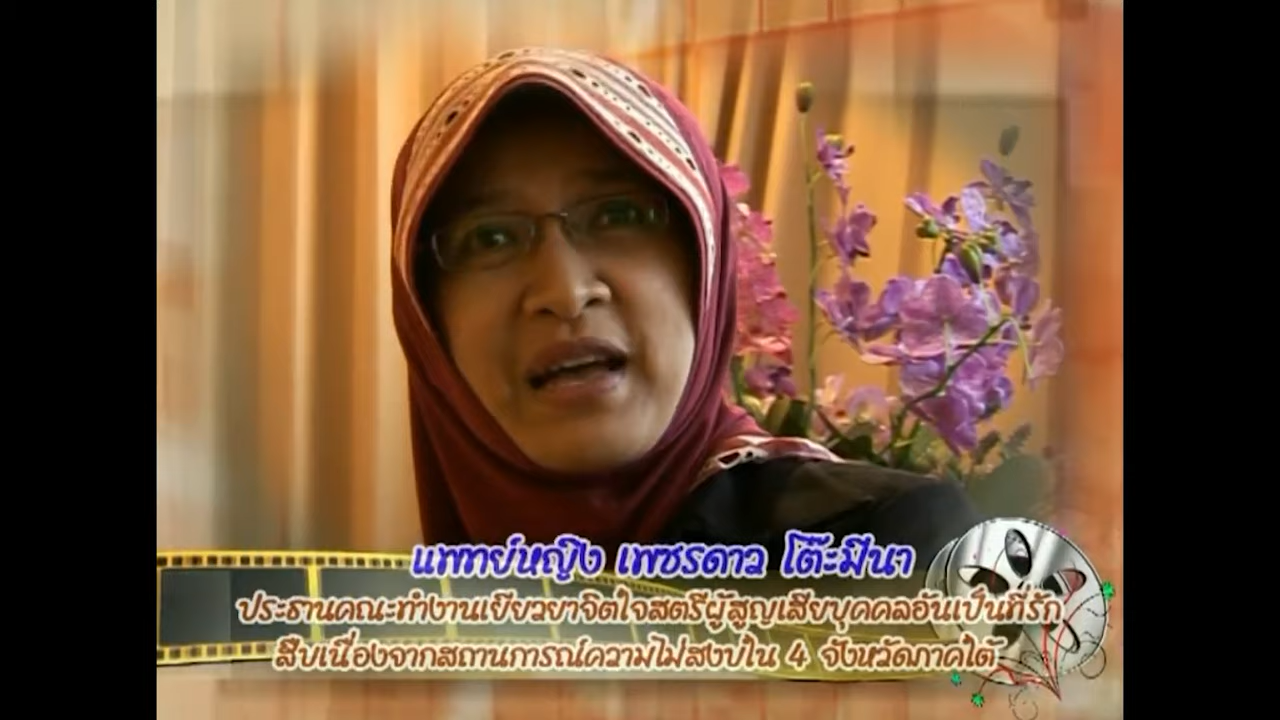 แพทย์หญิง เพชรดาว โต๊ะมีนา
ประธานคณะทำงานเยียวยาจิตใจสตรีผู้สูญเสียบุคคลอันเป็นที่รัก
สืบเนื่องจากสถานการณ์ความไม่สงบใน 4 จังหวัดภาคใต้